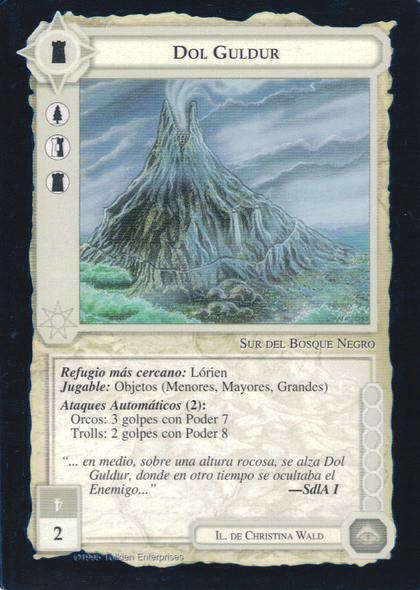 DOL GULDUR
SUR DEL BOSQUE NEGRO
Refugio más cercano: Lórien
Jugable: Objetos (Menores, Mayores, Grandes)
Ataques Automáticos (2):
Orcos: 3 golpes con Poder 7
Trolls: 2 golpes con Poder 8
“... en medio, sobre una altura rocosa, se alza Dol
Guldur, donde en otro tiempo se ocultaba el
Enemigo...” —SdlA I
2
IL. DE CHRISTINA WALD
©1995 Tolkien Enterprises